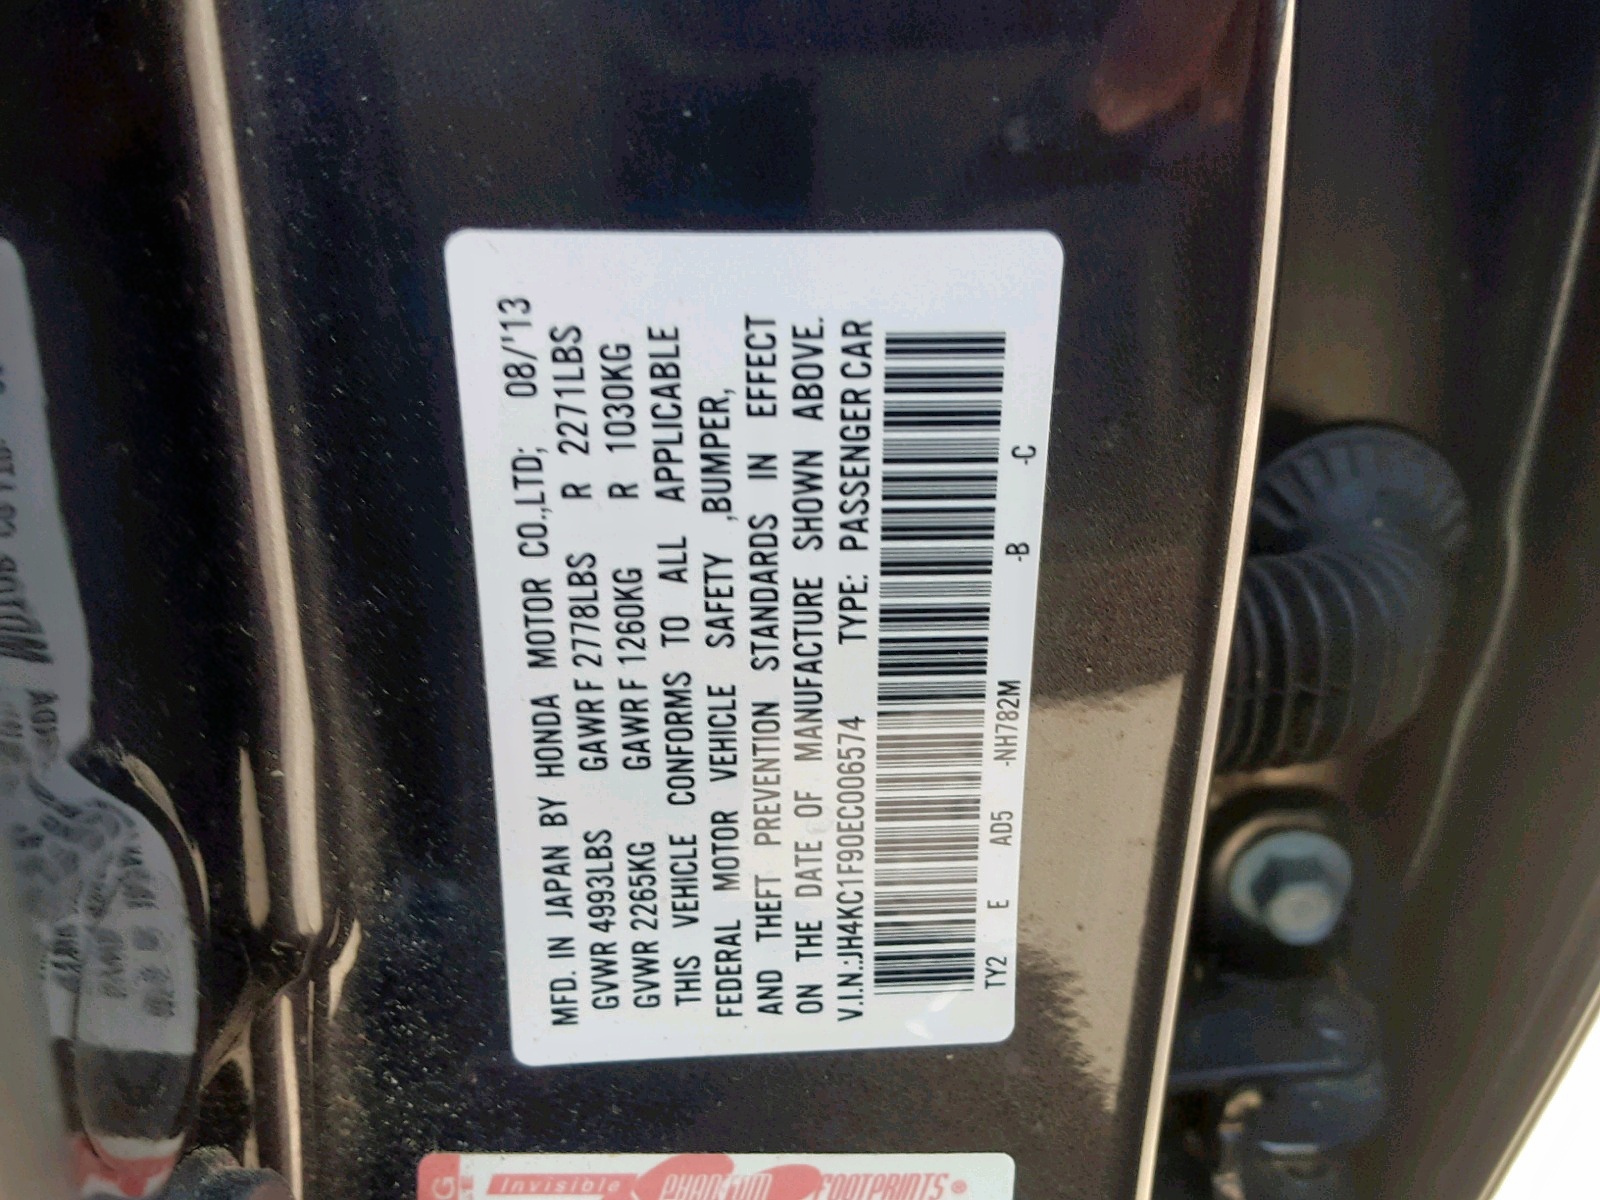 MFD. IN JAPAN BY HONDA MOTOR CO.,LTD; 08/'13
GVWR 4993LBS GAWR F 2778LBS R 2271LBS
GVWR 2265KG GAWR F 1260KG R 1030KG
THIS VEHICLE CONFORMS TO ALL APPLICABLE
FEDERAL MOTOR VEHICLE SAFETY ,BUMPER,
AND THEFT PREVENTION STANDARDS IN EFFECT
ON THE DATE OF MANUFACTURE SHOWN ABOVE.
V.I.N.:JH4KC1F90EC006574 TYPE: PASSENGER CAR
TY2 E AD5 -NH782M -B -C
Invisible PHANTOM FOOTPRINTS®